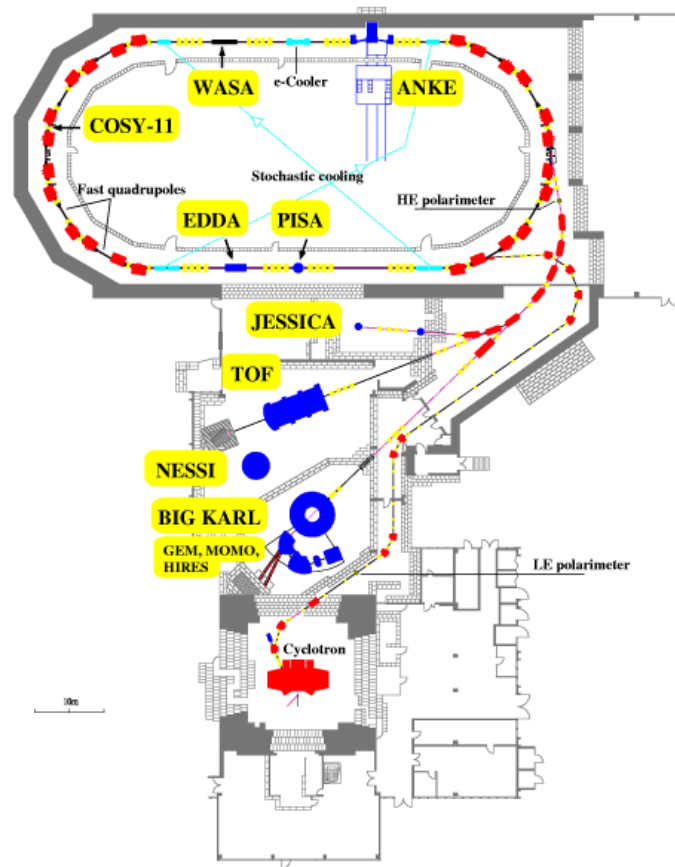 WASA
e-Cooler
ANKE
COSY-11
Stochastic cooling
Fast quadrupoles
HE polarimeter
EDDA
PISA
JESSICA
TOF
NESSI
BIG KARL
GEM, MOMO,
HIRES
LE polarimeter
Cyclotron
10m